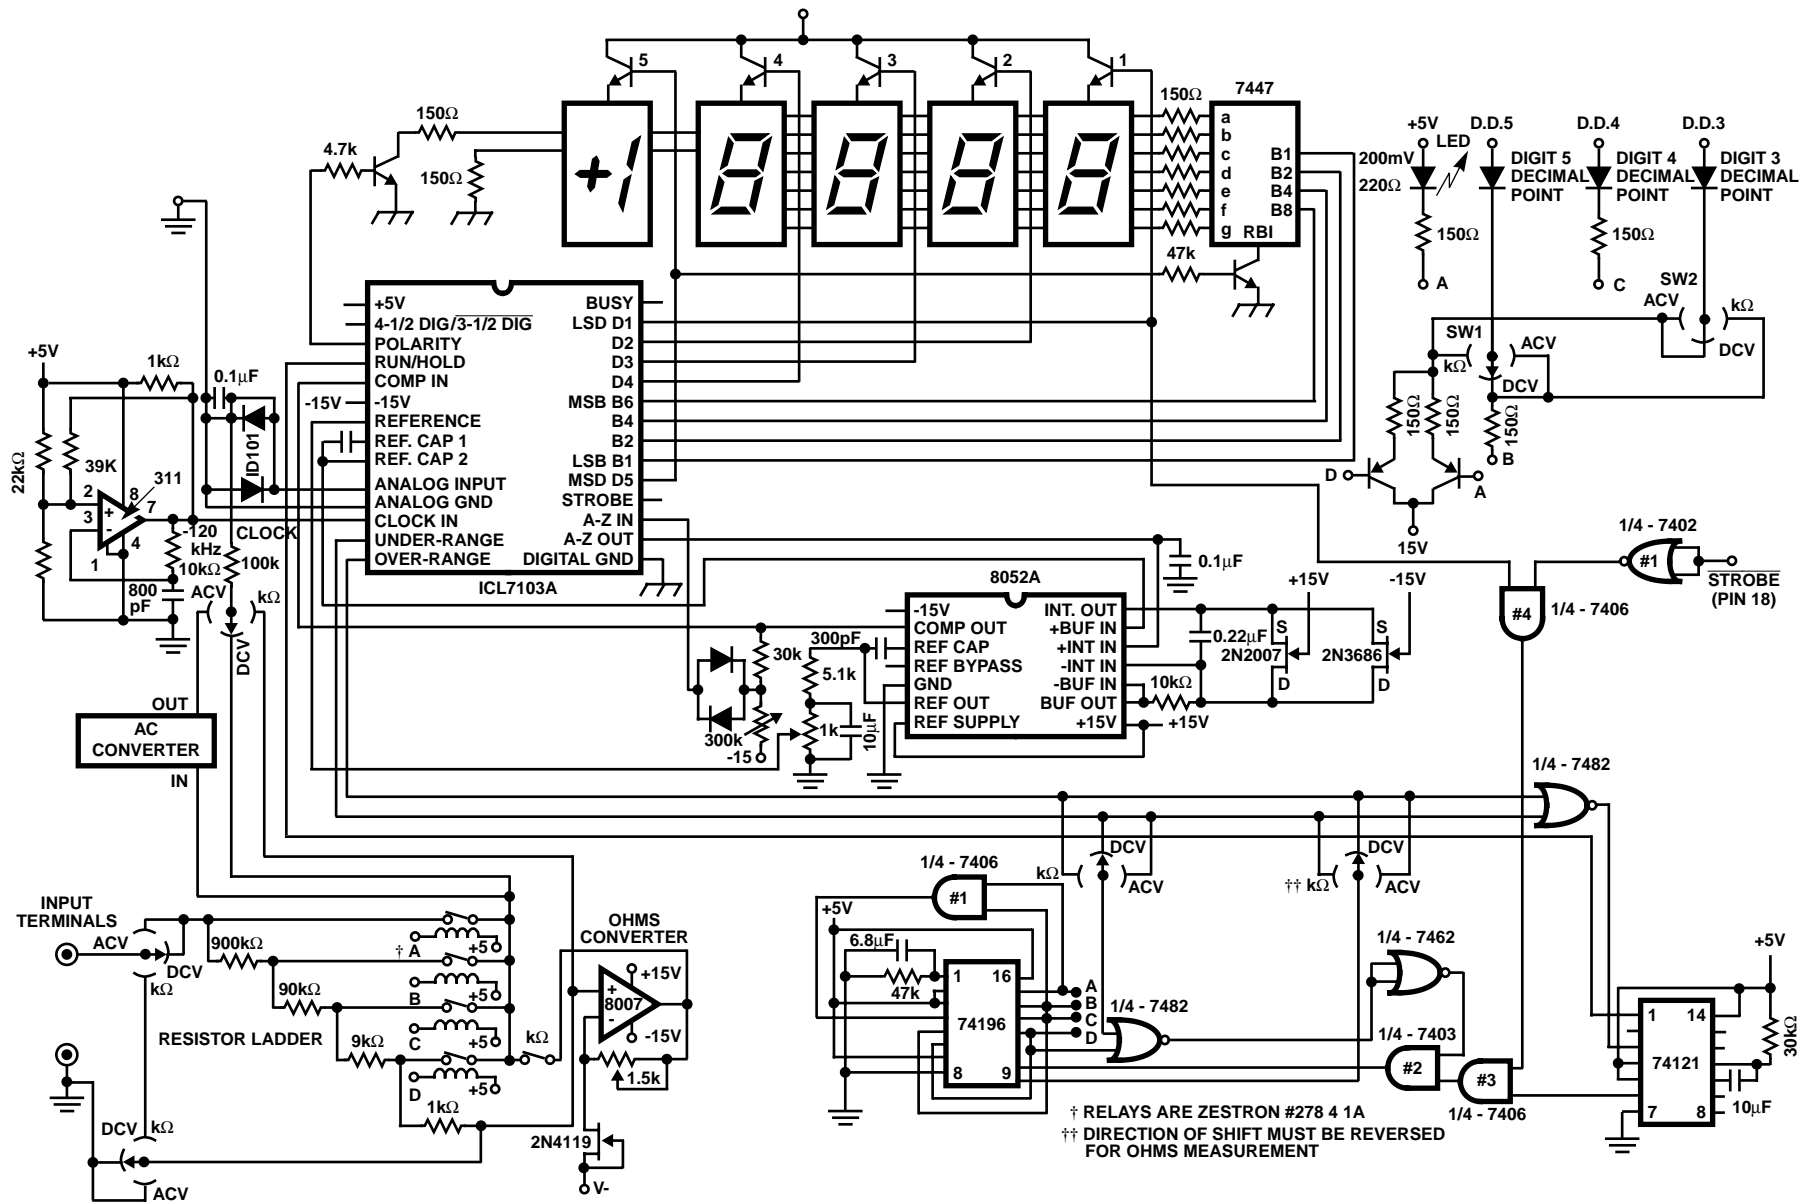 5
4
3
2
1
7447
150Ω
a
b
c
d
e
f
g
B1
B2
B4
B8
RBI
47k
150Ω
4.7k
150Ω
+1
8
8
8
8
+5V
LED
200mV
220Ω
150Ω
A
D.D.5
DIGIT 5
DECIMAL
POINT
D.D.4
DIGIT 4
DECIMAL
POINT
150Ω
C
D.D.3
DIGIT 3
DECIMAL
POINT
SW2
ACV
kΩ
DCV
SW1
kΩ
ACV
DCV
150Ω
150Ω
150Ω
B
D
A
15V
+5V
4-1/2 DIG/3-1/2 DIG
POLARITY
RUN/HOLD
COMP IN
-15V
-15V
REFERENCE
REF. CAP 1
REF. CAP 2
ANALOG INPUT
ANALOG GND
CLOCK IN
UNDER-RANGE
OVER-RANGE
BUSY
LSD D1
D2
D3
D4
MSB B6
B4
B2
LSB B1
MSD D5
STROBE
A-Z IN
A-Z OUT
DIGITAL GND
ICL7103A
+5V
1kΩ
0.1µF
22kΩ
39K
ID101
311
2
3
8
7
+
-
4
1
-120
kHz
CLOCK
10kΩ
100k
800
pF
ACV
kΩ
DCV
OUT
AC
CONVERTER
IN
0.1µF
8052A
-15V
COMP OUT
REF CAP
REF BYPASS
GND
REF OUT
REF SUPPLY
INT. OUT
+BUF IN
+INT IN
-INT IN
-BUF IN
BUF OUT
+15V
+15V
300pF
30k
5.1k
300k
-15
1k
10µF
0.22µF
10kΩ
+15V
-15V
S
2N2007
D
S
2N3686
D
#1
1/4 - 7402
STROBE
(PIN 18)
#4
1/4 - 7406
1/4 - 7482
INPUT
TERMINALS
ACV
DCV
kΩ
900kΩ
90kΩ
RESISTOR LADDER
9kΩ
1kΩ
† A
+5
B
+5
C
+5
D
+5
kΩ
DCV
kΩ
ACV
OHMS
CONVERTER
+15V
+
8007
-
-15V
1.5k
2N4119
V-
1/4 - 7406
#1
+5V
6.8µF
47k
1
16
74196
8
9
A
B
C
D
kΩ
DCV
ACV
†† kΩ
DCV
ACV
1/4 - 7482
1/4 - 7462
1/4 - 7403
#2
#3
1/4 - 7406
+5V
1
14
74121
7
8
30kΩ
10µF
† RELAYS ARE ZESTRON #278 4 1A
†† DIRECTION OF SHIFT MUST BE REVERSED
FOR OHMS MEASUREMENT